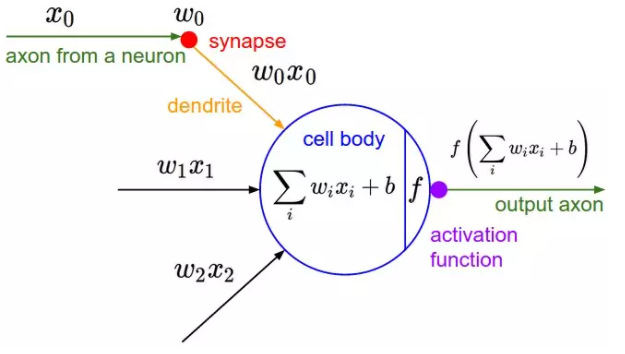 x₀ w₀
synapse
axon from a neuron
w₀x₀
dendrite
cell body
f(∑ᵢ wᵢxᵢ + b)
w₁x₁
∑ᵢ wᵢxᵢ + b f
output axon
activation
function
w₂x₂